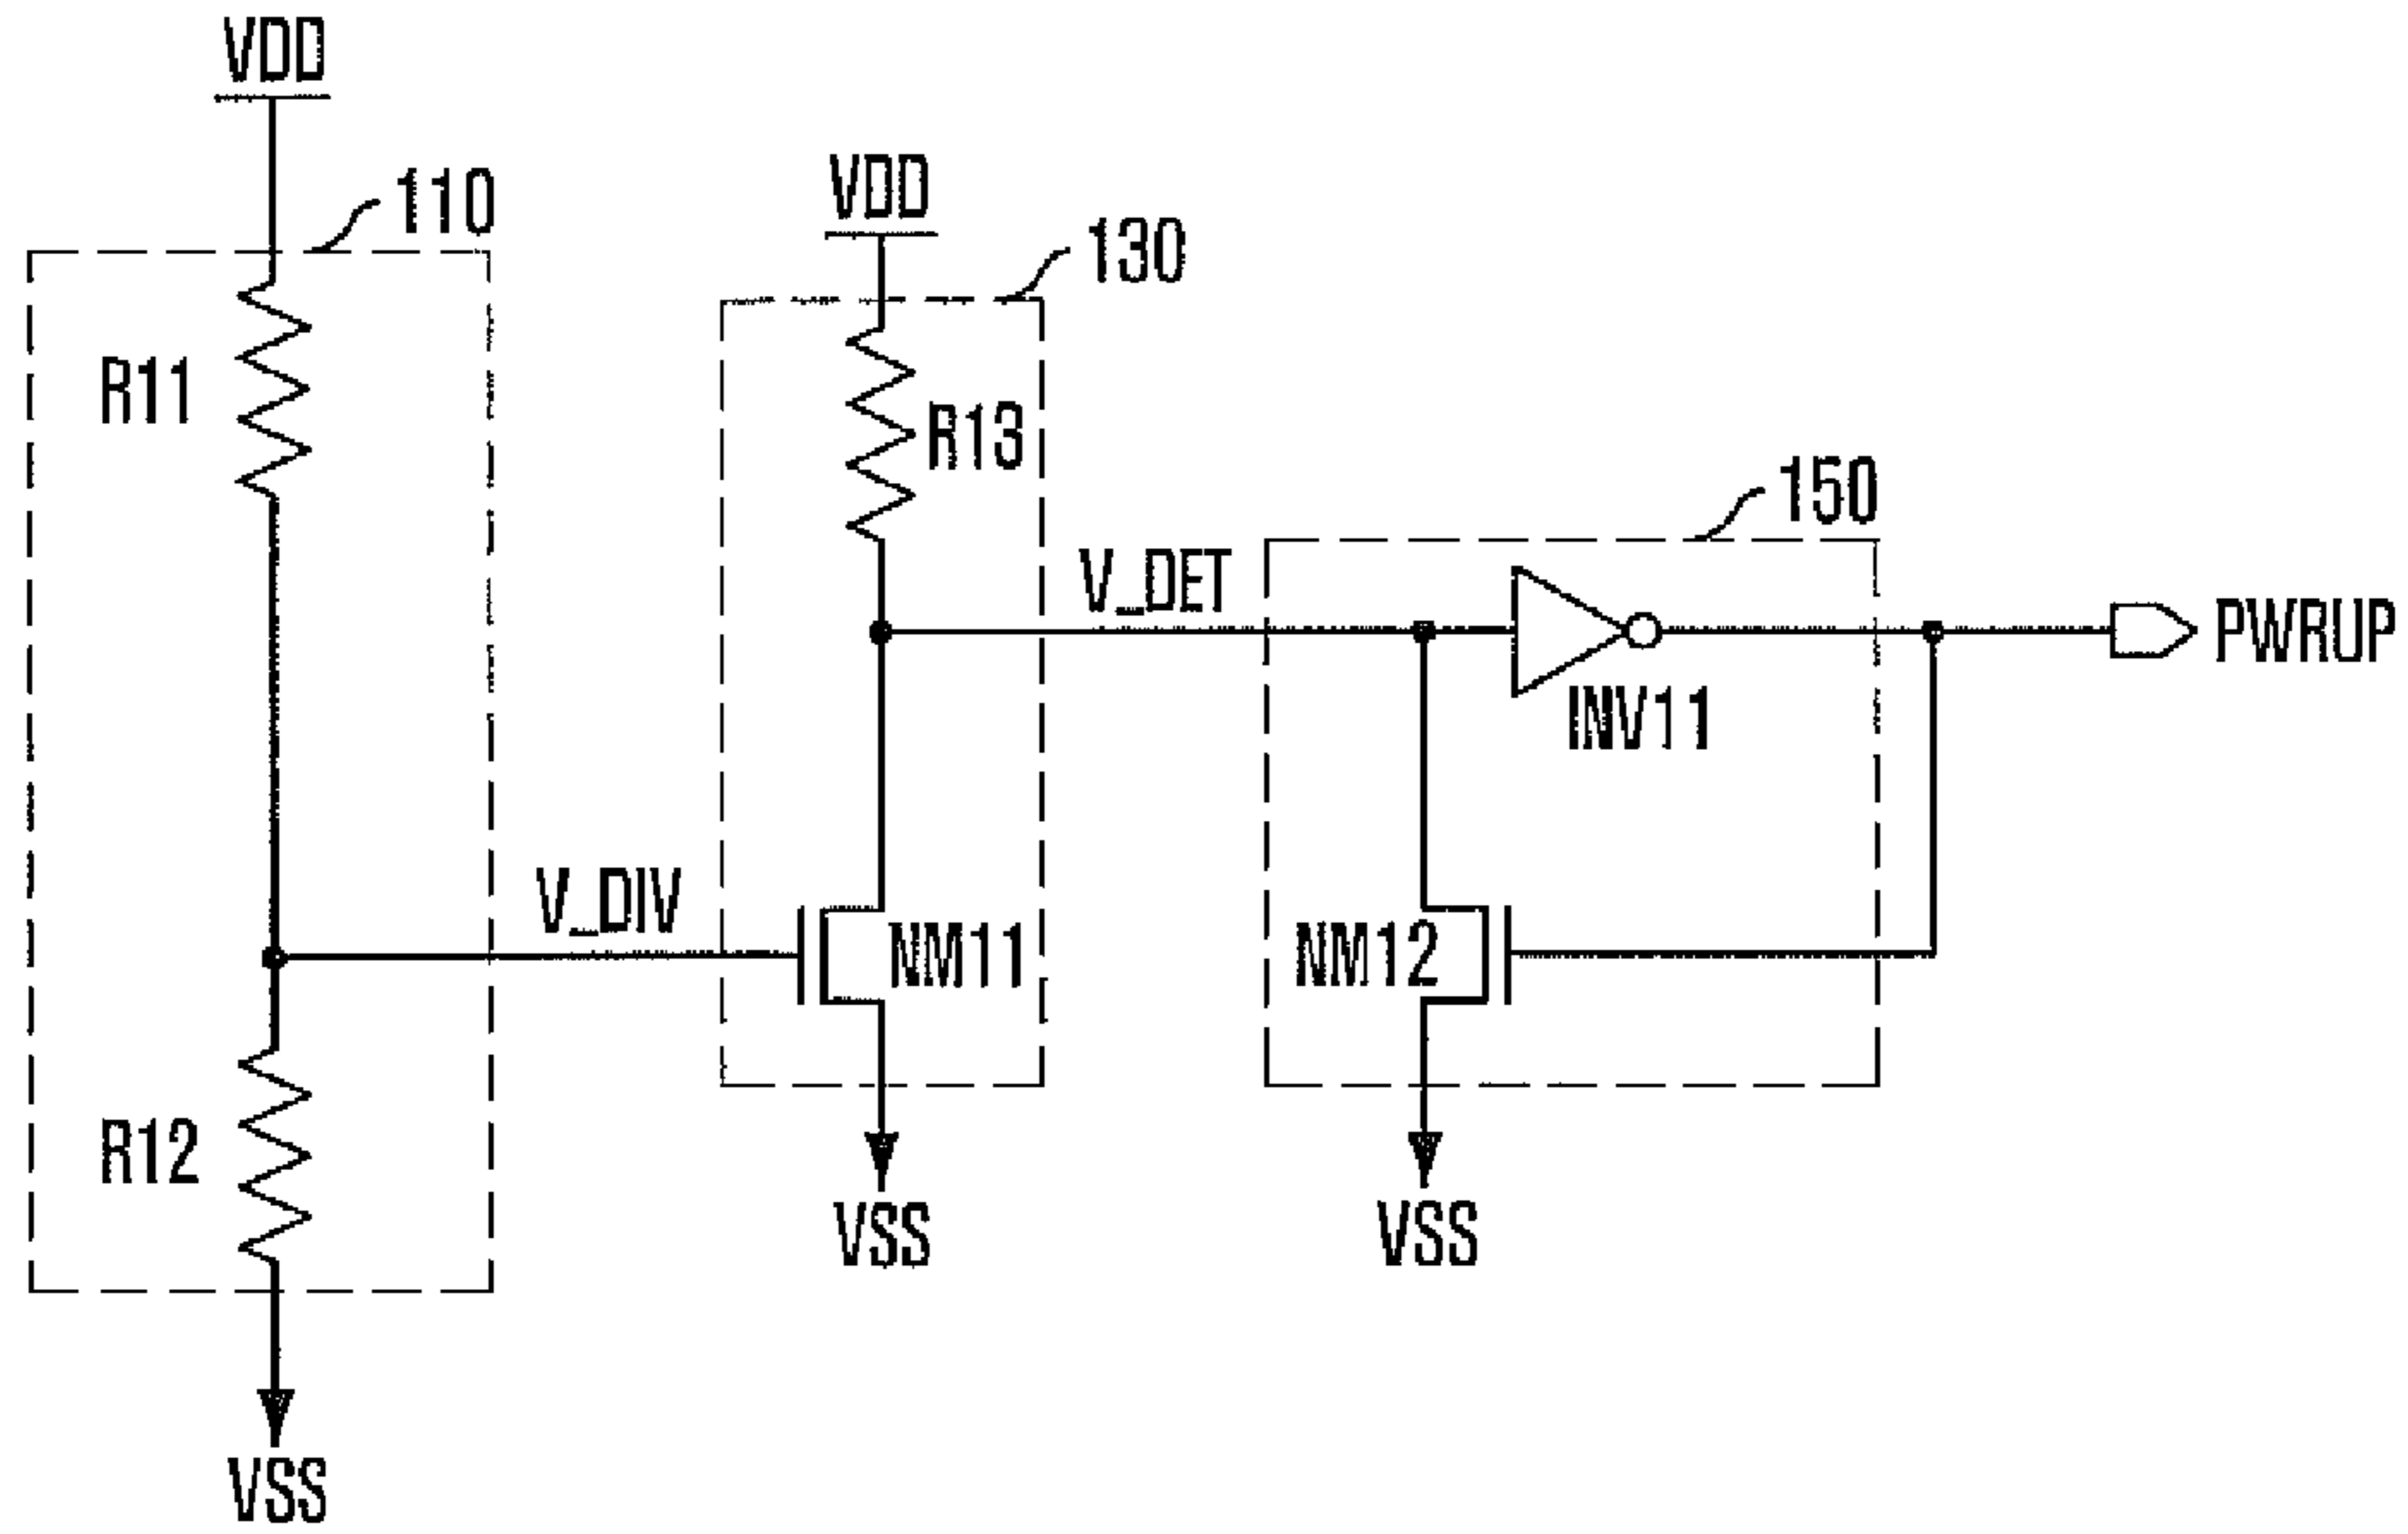 VDD
110
VDD
130
R11
R13
150
V_DET
PWRUP
INV11
V_DIV
NM11
NM12
R12
VSS
VSS
VSS